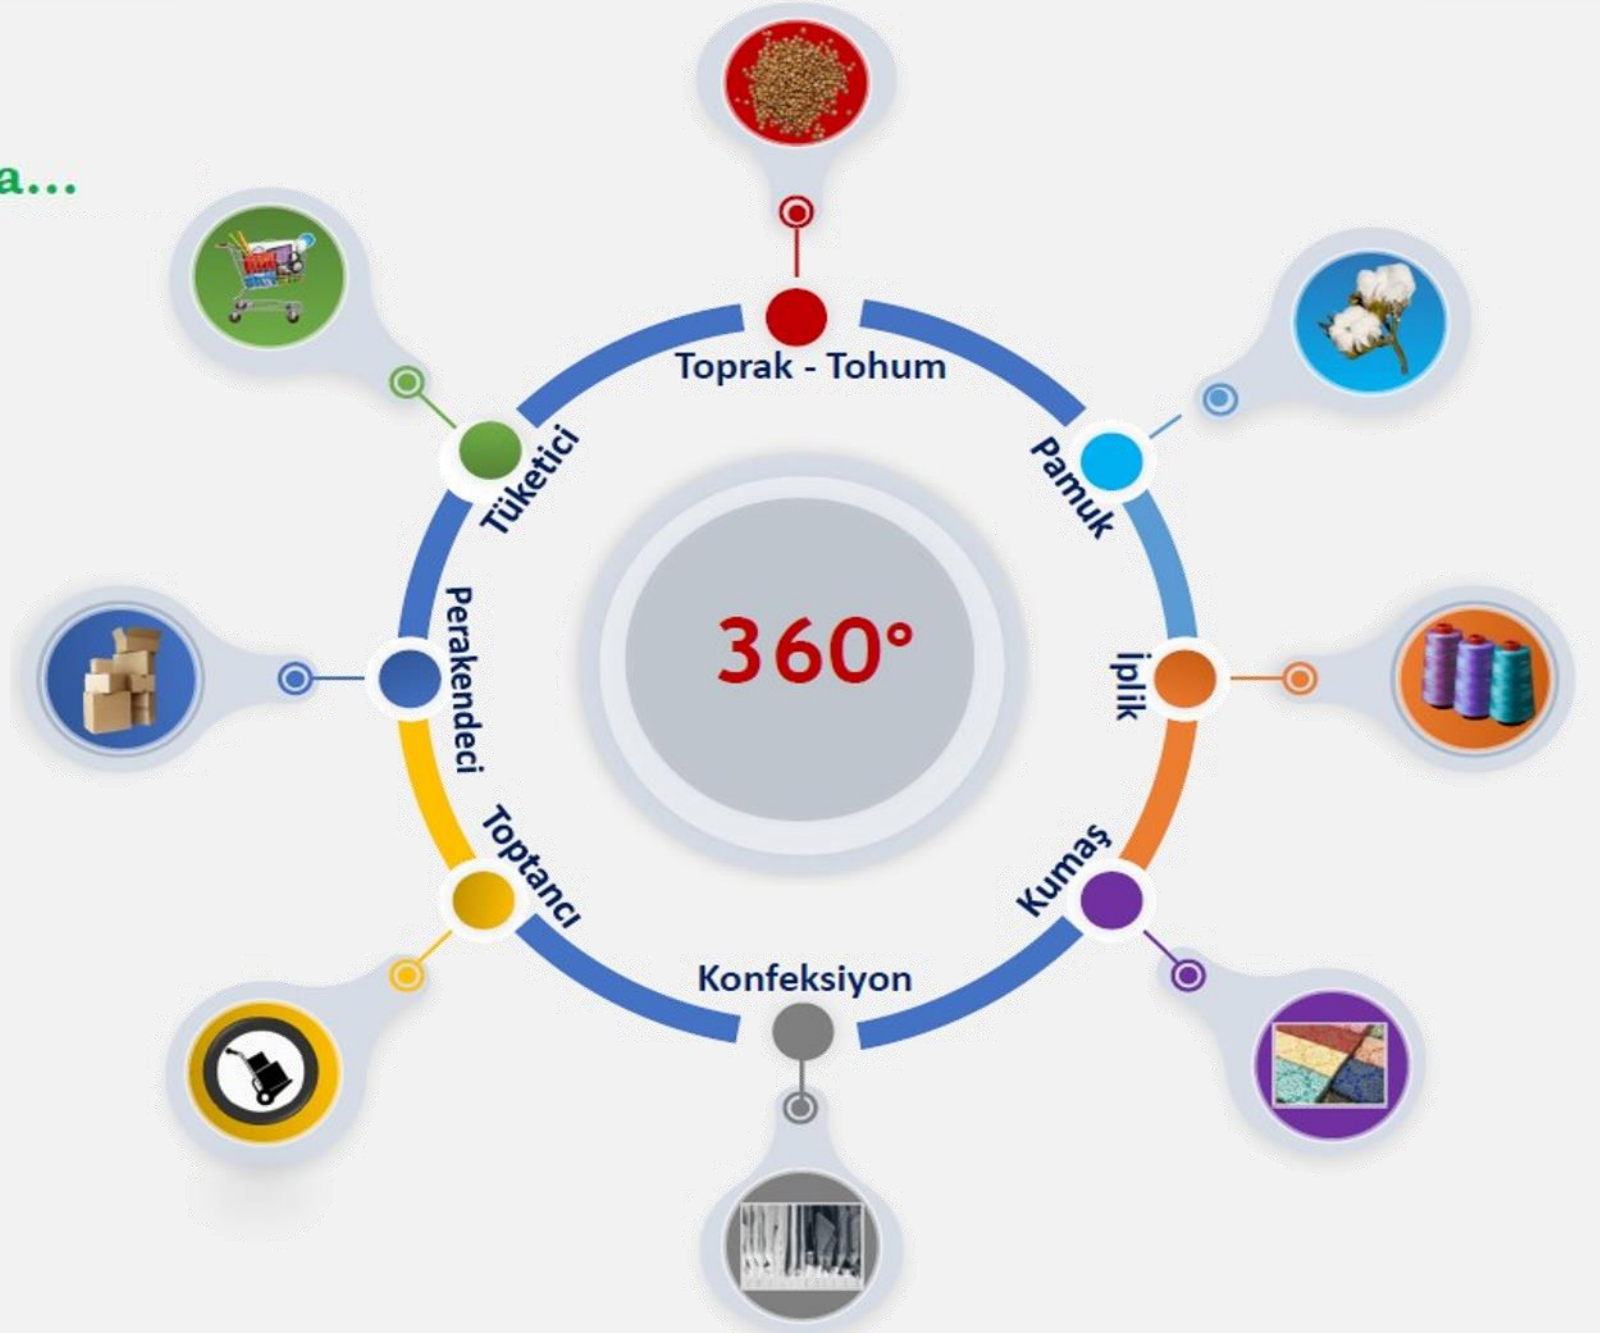 a...
Toprak - Tohum
Pamuk
İplik
Kumaş
Konfeksiyon
Toptancı
Perakendeci
Tüketici
360°